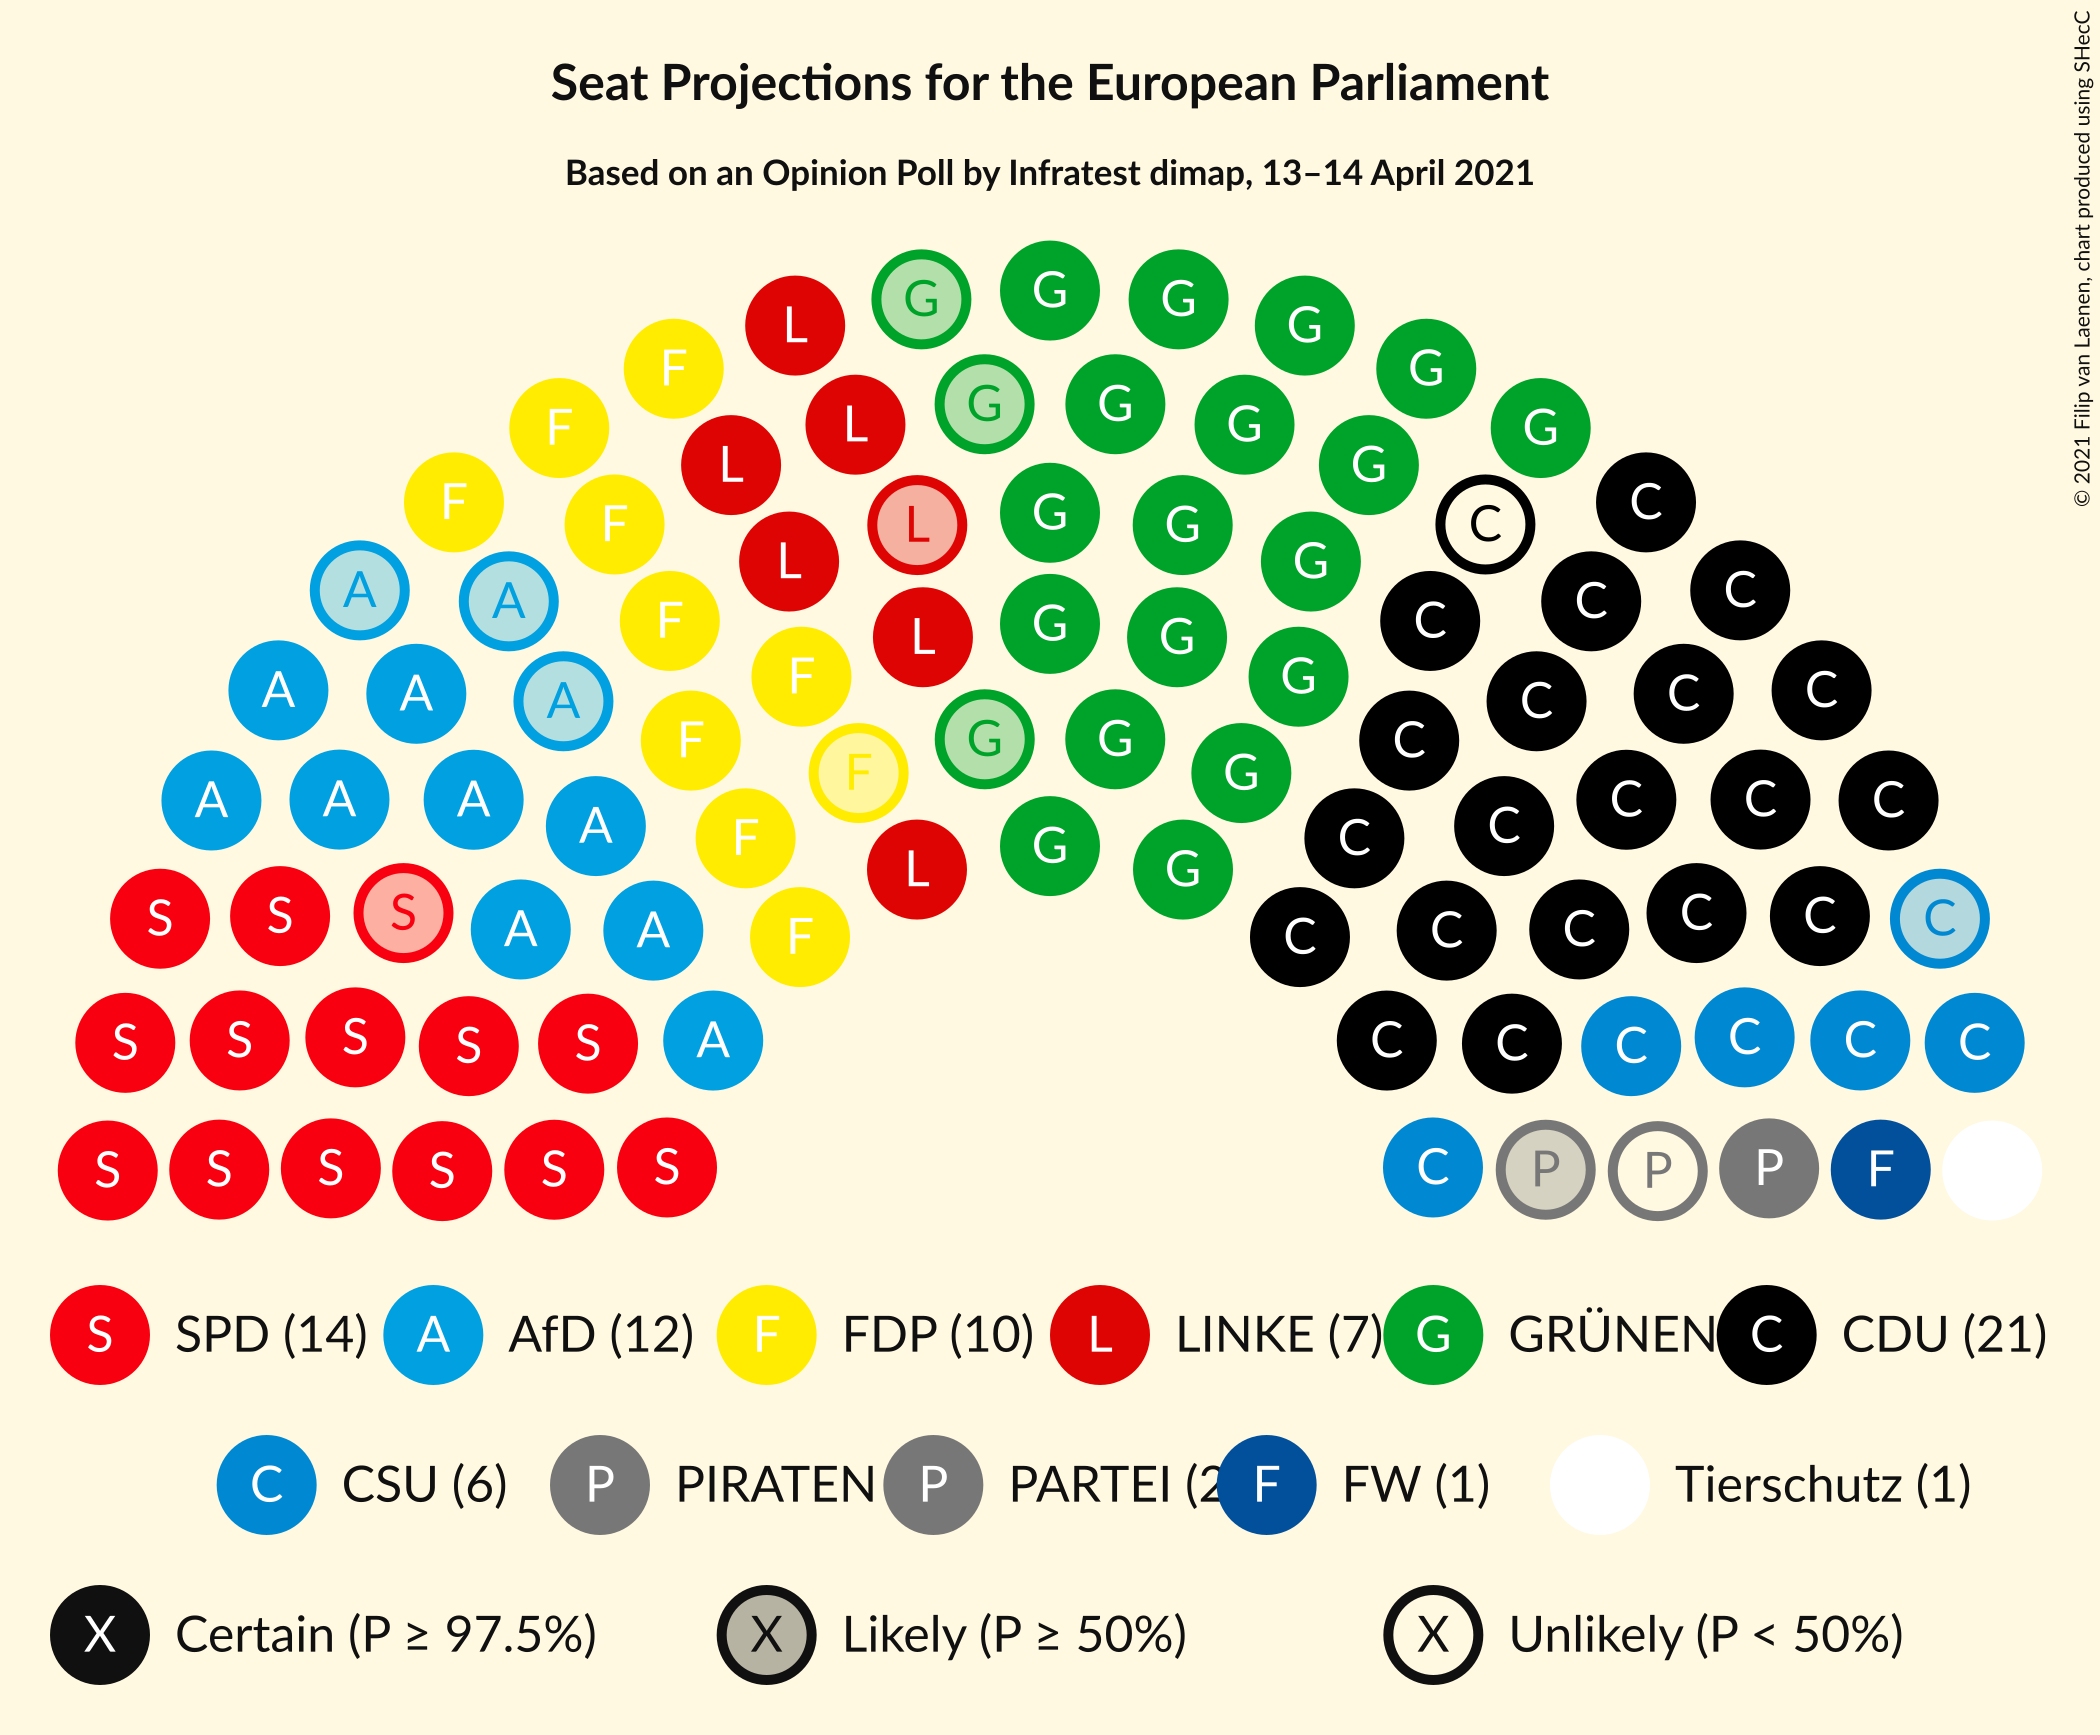 Seat Projections for the European Parliament
Based on an Opinion Poll by Infratest dimap, 13–14 April 2021
© 2021 Filip van Laenen, chart produced using SHecC
G G G G
L G
F G
F L G G G G
F L C C
F L G G G
A A F L G C C C
F L G G G
A A A F G C C C
F F G G G C
A A A A F L G G C C C C C
S S S A A F C C C C C C
S S S S S A C C C C C C
S S S S S S C P P P F
S SPD (14) A AfD (12) F FDP (10) L LINKE (7) G GRÜNEN C CDU (21)
C CSU (6) P PIRATEN P PARTEI (2 F FW (1) Tierschutz (1)
X Certain (P ≥ 97.5%) X Likely (P ≥ 50%) X Unlikely (P < 50%)